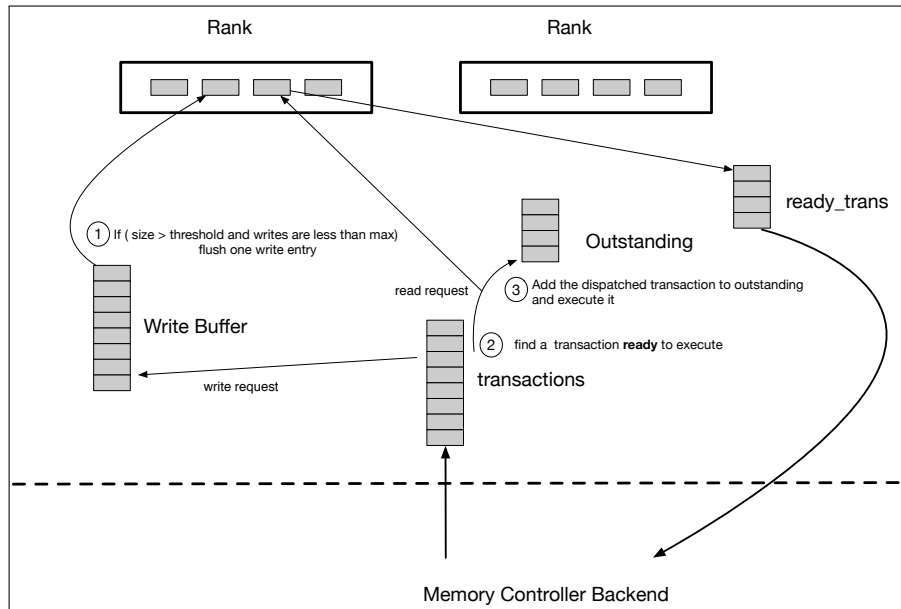 Rank
Rank
ready_trans
1 If ( size > threshold and writes are less than max)
flush one write entry
Outstanding
read request
3 Add the dispatched transaction to outstanding
and execute it
Write Buffer
2 find a transaction ready to execute
transactions
write request
Memory Controller Backend